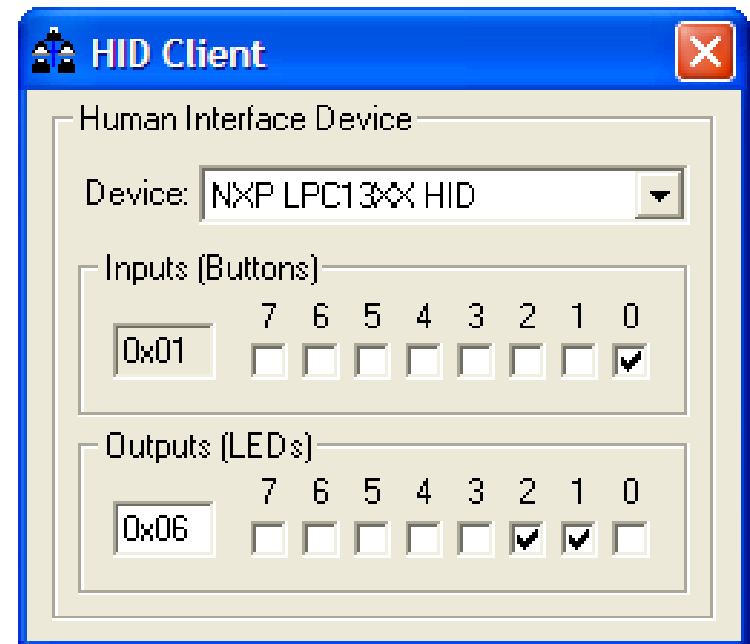 HID Client
Human Interface Device
Device: NXP LPC13XX HID
Inputs (Buttons)
7 6 5 4 3 2 1 0
0x01
Outputs (LEDs)
7 6 5 4 3 2 1 0
0x06